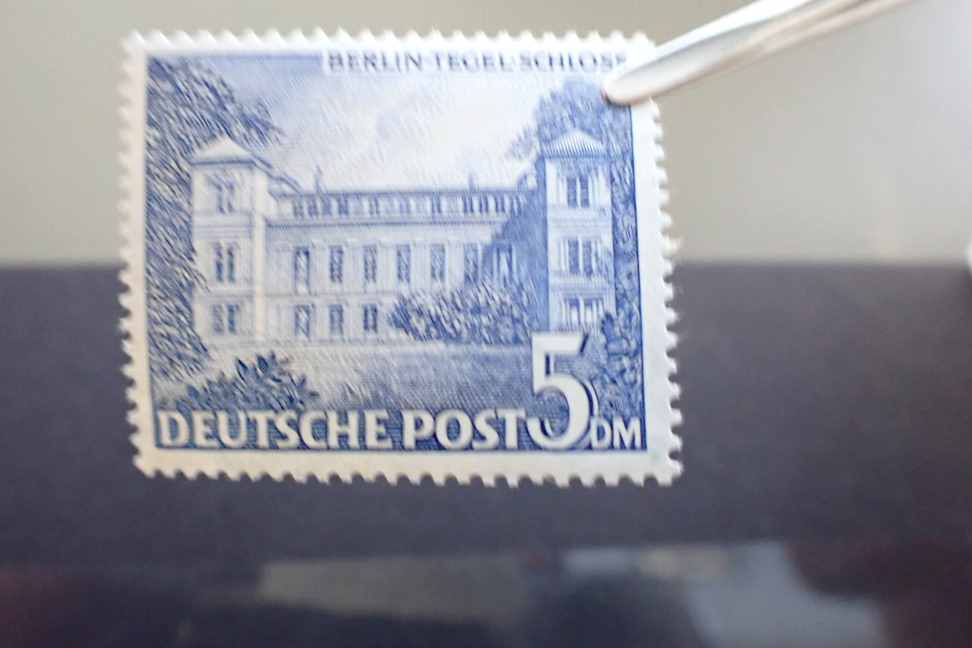 BERLIN-TEGEL·SCHLOSS
DEUTSCHE POST 5 DM